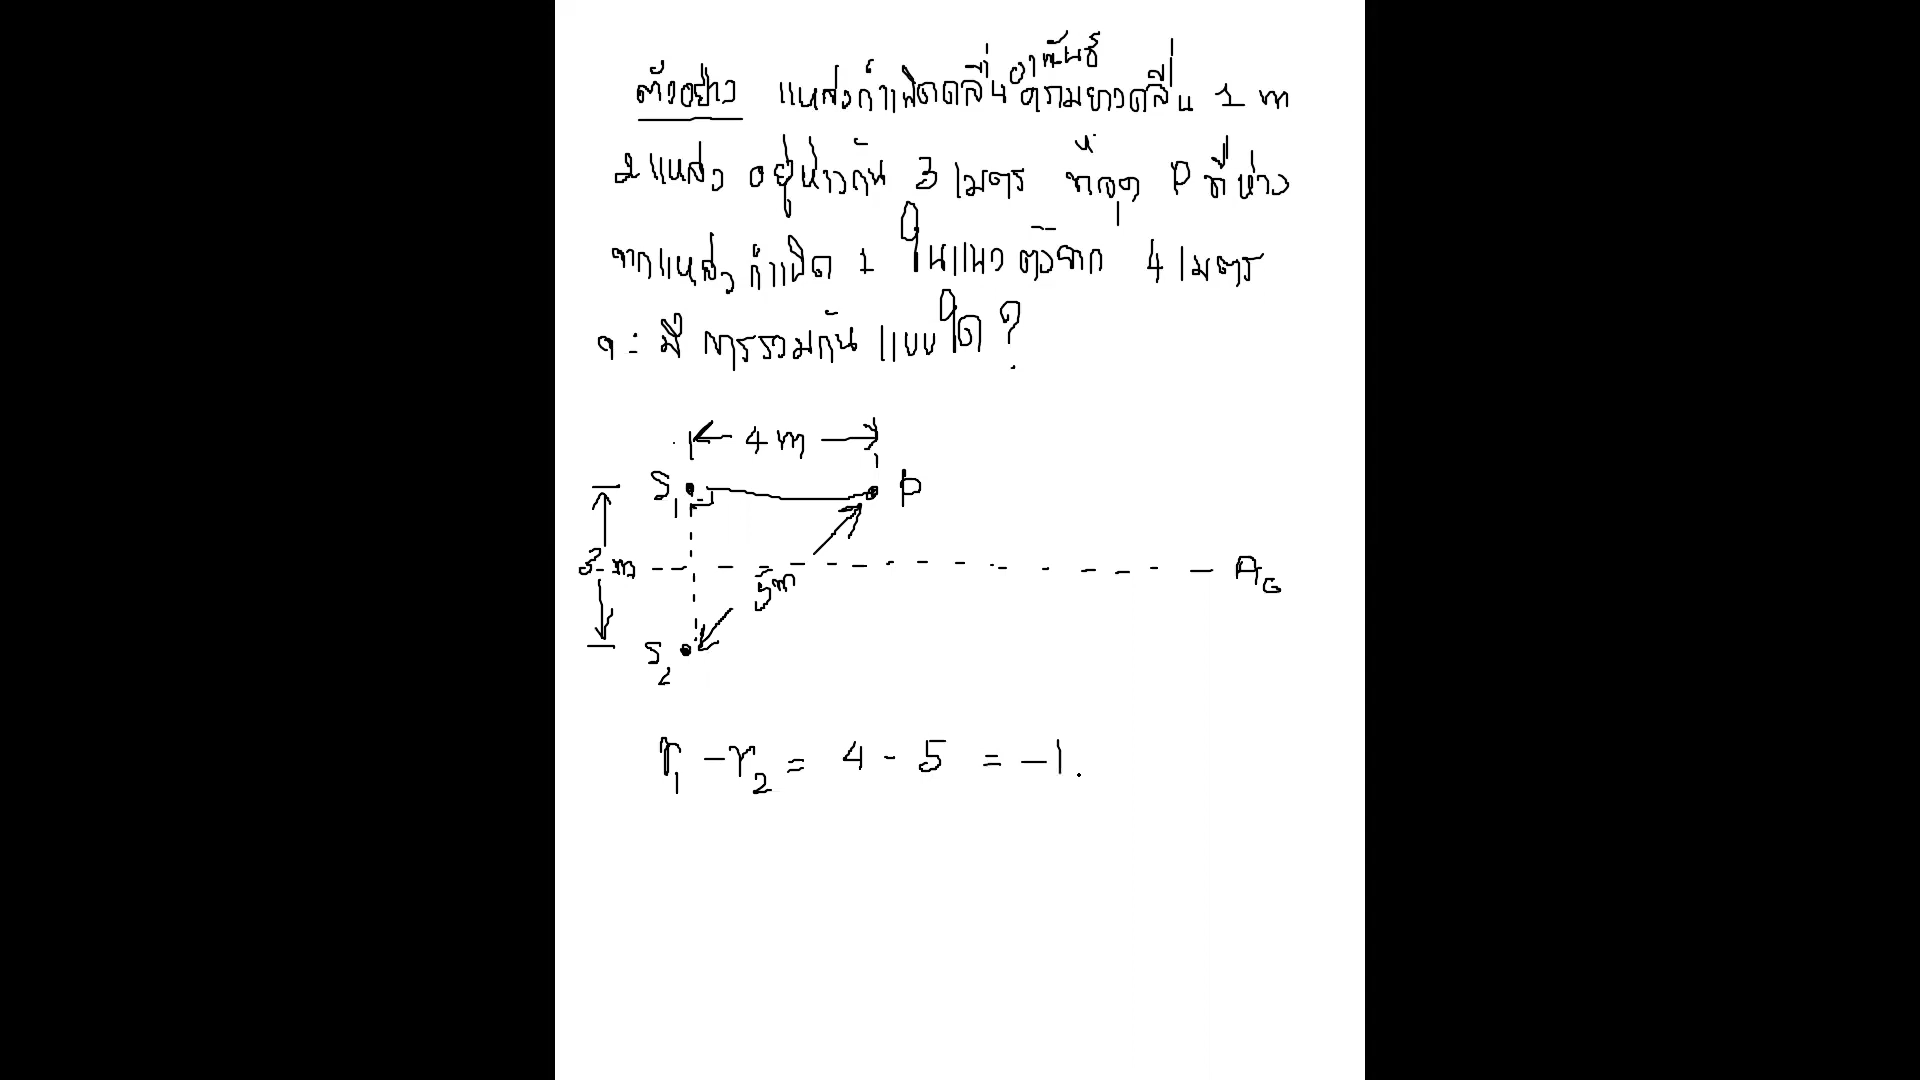 ตัวอย่าง แหล่งกำเนิดคลื่นอาพันธ์ ความยาวคลื่น 1 m
2 แหล่ง อยู่ห่างกัน 3 เมตร ที่จุด P ที่ห่าง
จากแหล่งกำเนิด 1 ในแนวตั้งฉาก 4 เมตร
จะมีการรวมกันแบบใด ?
4 m
S₁ P
3 m 5 m A₀
S₂
r₁ - r₂ = 4 - 5 = -1.